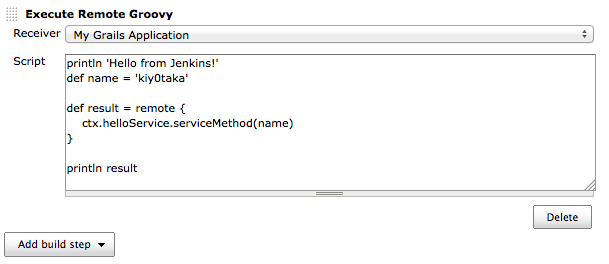 Execute Remote Groovy
Receiver My Grails Application
Script
println 'Hello from Jenkins!'
def name = 'kiy0taka'
def result = remote {
    ctx.helloService.serviceMethod(name)
}
println result
Delete
Add build step